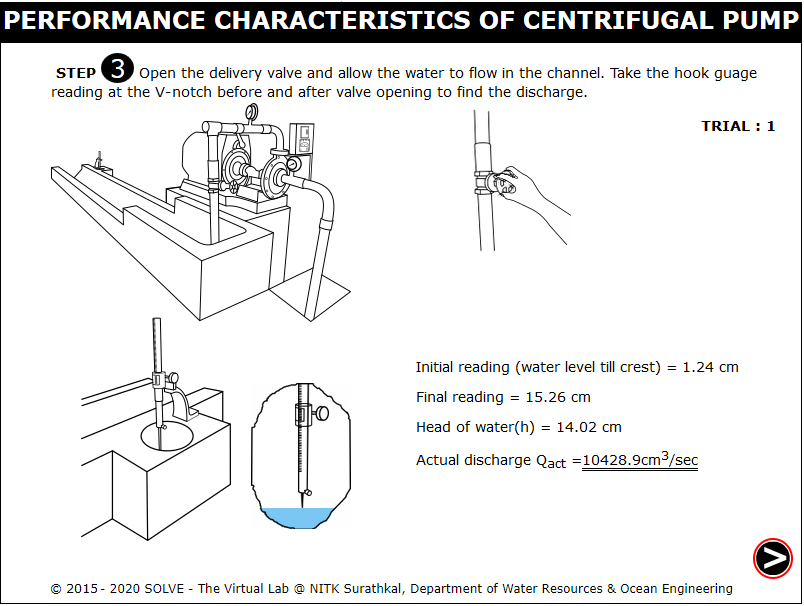 PERFORMANCE CHARACTERISTICS OF CENTRIFUGAL PUMP
STEP 3 Open the delivery valve and allow the water to flow in the channel. Take the hook guage
reading at the V-notch before and after valve opening to find the discharge.
TRIAL : 1
Initial reading (water level till crest) = 1.24 cm
Final reading = 15.26 cm
Head of water(h) = 14.02 cm
Actual discharge Qact =10428.9cm3/sec
© 2015- 2020 SOLVE - The Virtual Lab @ NITK Surathkal, Department of Water Resources & Ocean Engineering